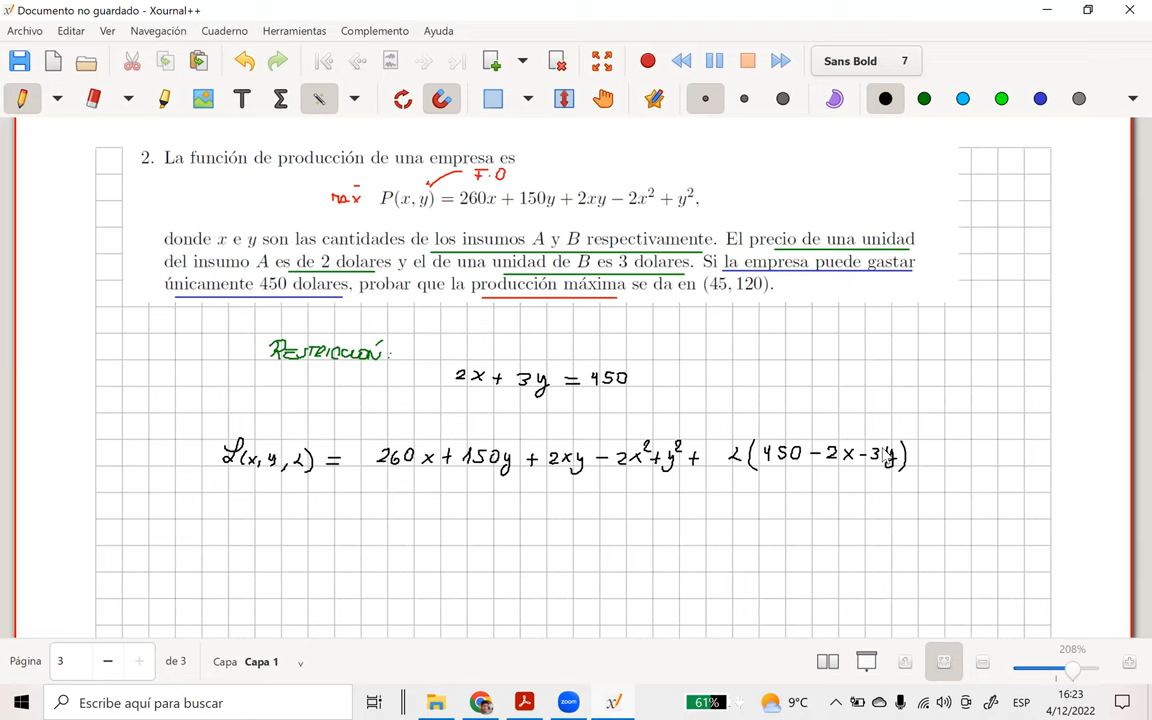 Documento no guardado - Xournal++
Archivo Editar Ver Navegación Cuaderno Herramientas Complemento Ayuda
Sans Bold 7
2. La función de producción de una empresa es
F.O
max P(x, y) = 260x + 150y + 2xy − 2x² + y²,
donde x e y son las cantidades de los insumos A y B respectivamente. El precio de una unidad
del insumo A es de 2 dolares y el de una unidad de B es 3 dolares. Si la empresa puede gastar
únicamente 450 dolares, probar que la producción máxima se da en (45, 120).
RESTRICCIÓN:
2x + 3y = 450
L(x, y, λ) = 260x + 150y + 2xy − 2x² + y² + λ(450 − 2x − 3y)
Página 3 de 3 Capa Capa 1 208%
Escribe aquí para buscar 61% 9°C ESP 16:23
4/12/2022